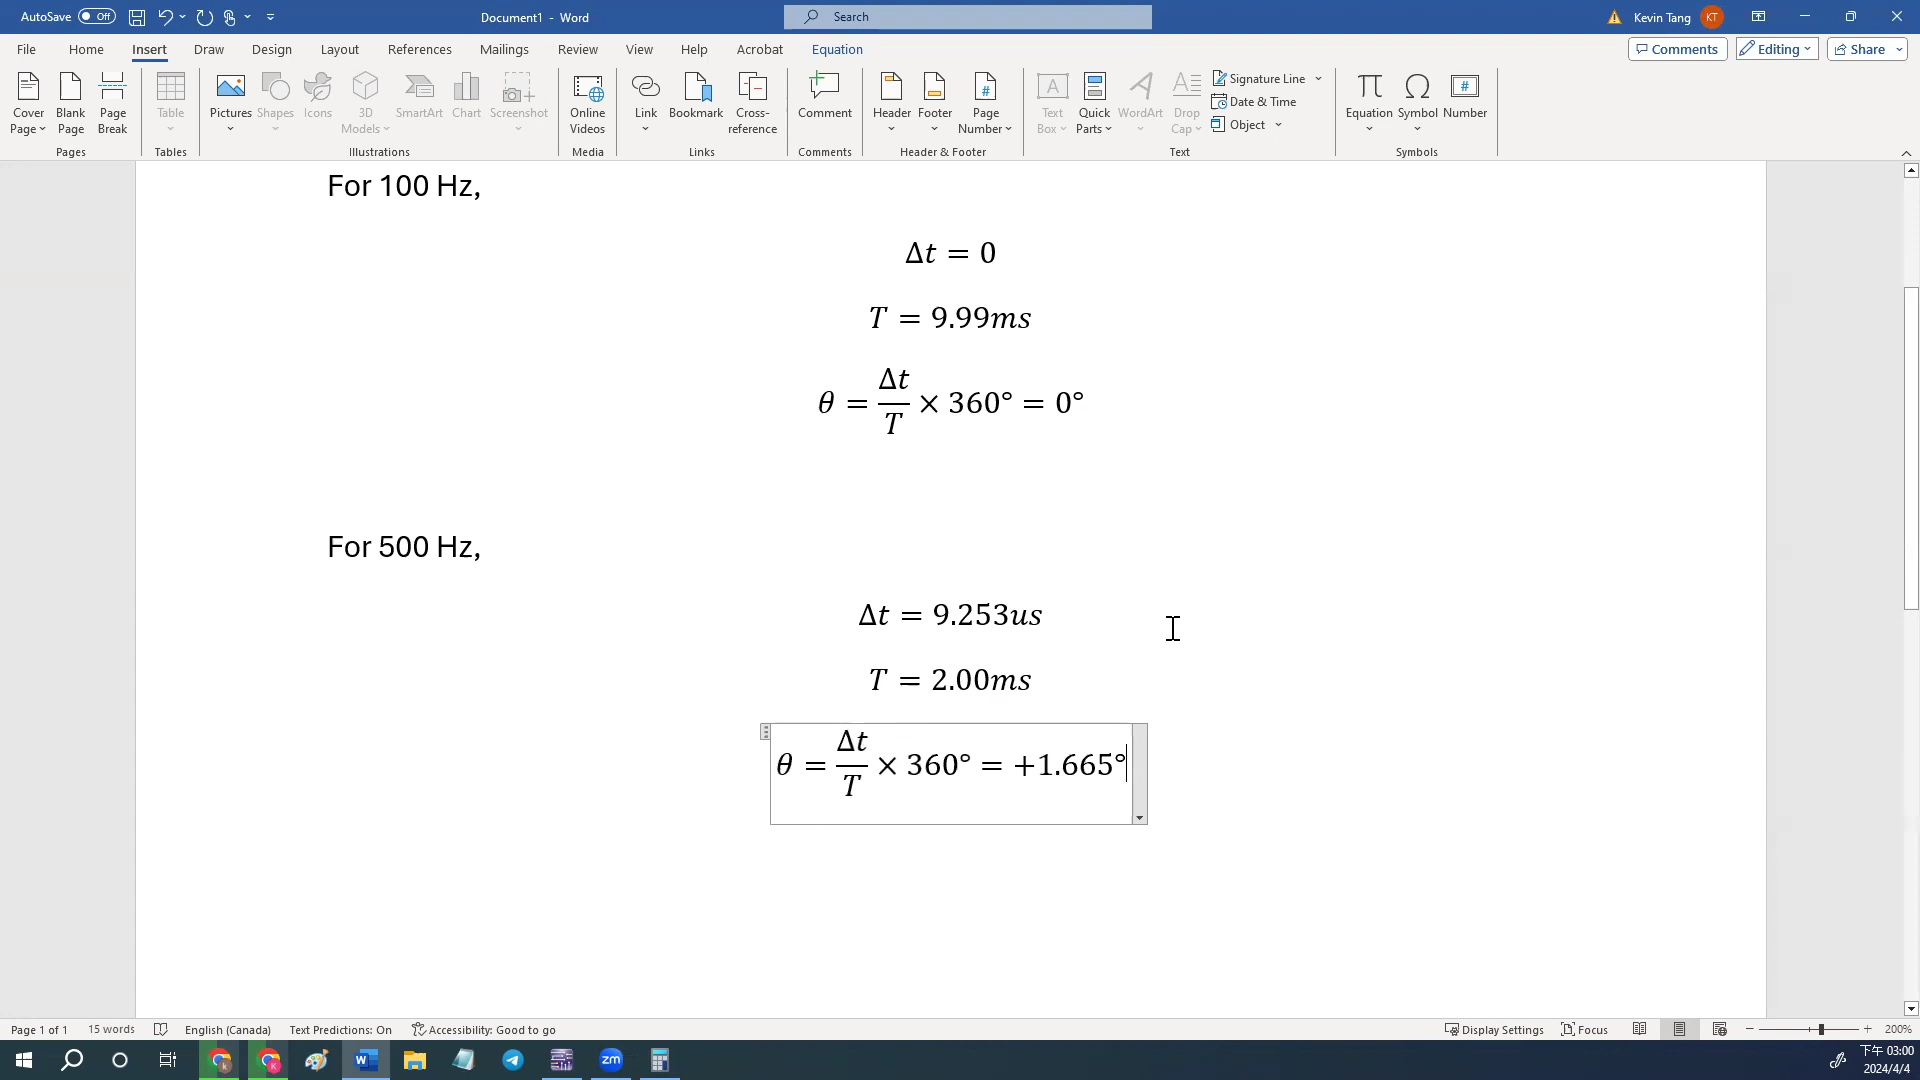 AutoSave Off Document1 - Word Search Kevin Tang KT
File Home Insert Draw Design Layout References Mailings Review View Help Acrobat Equation Comments Editing Share
Cover Page Blank Page Page Break Table Pictures Shapes Icons 3D Models SmartArt Chart Screenshot Online Videos Link Bookmark Cross-reference Comment Header Footer Page Number Text Box Quick Parts WordArt Drop Cap Signature Line Date & Time Object Equation Symbol Number
Pages Tables Illustrations Media Links Comments Header & Footer Text Symbols
For 100 Hz,
Δt = 0
T = 9.99ms
θ = Δt/T × 360° = 0°
For 500 Hz,
Δt = 9.253us
T = 2.00ms
θ = Δt/T × 360° = +1.665°
Page 1 of 1 15 words English (Canada) Text Predictions: On Accessibility: Good to go Display Settings Focus 200%
下午 03:00
2024/4/4